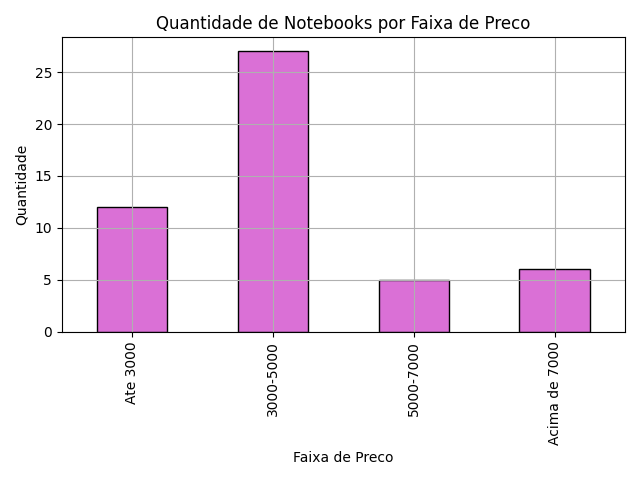 Quantidade de Notebooks por Faixa de Preco
Quantidade
25
20
15
10
5
0
Ate 3000
3000-5000
5000-7000
Acima de 7000
Faixa de Preco